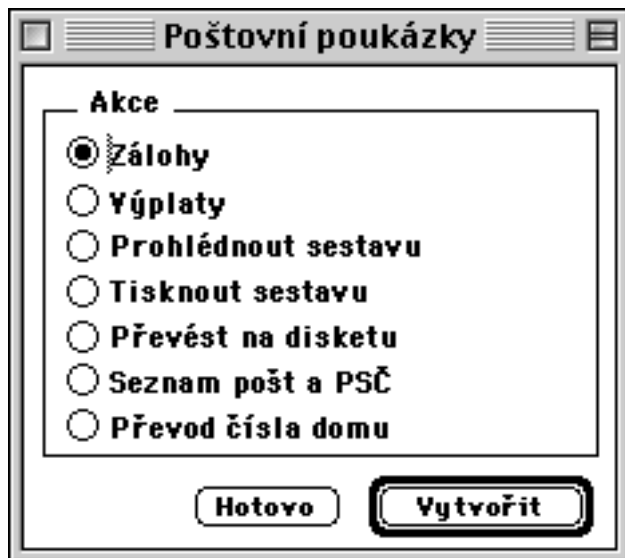 Poštovní poukázky
Akce
Zálohy
Výplaty
Prohlédnout sestavu
Tisknout sestavu
Převést na disketu
Seznam pošt a PSČ
Převod čísla domu
Hotovo Vytvořit